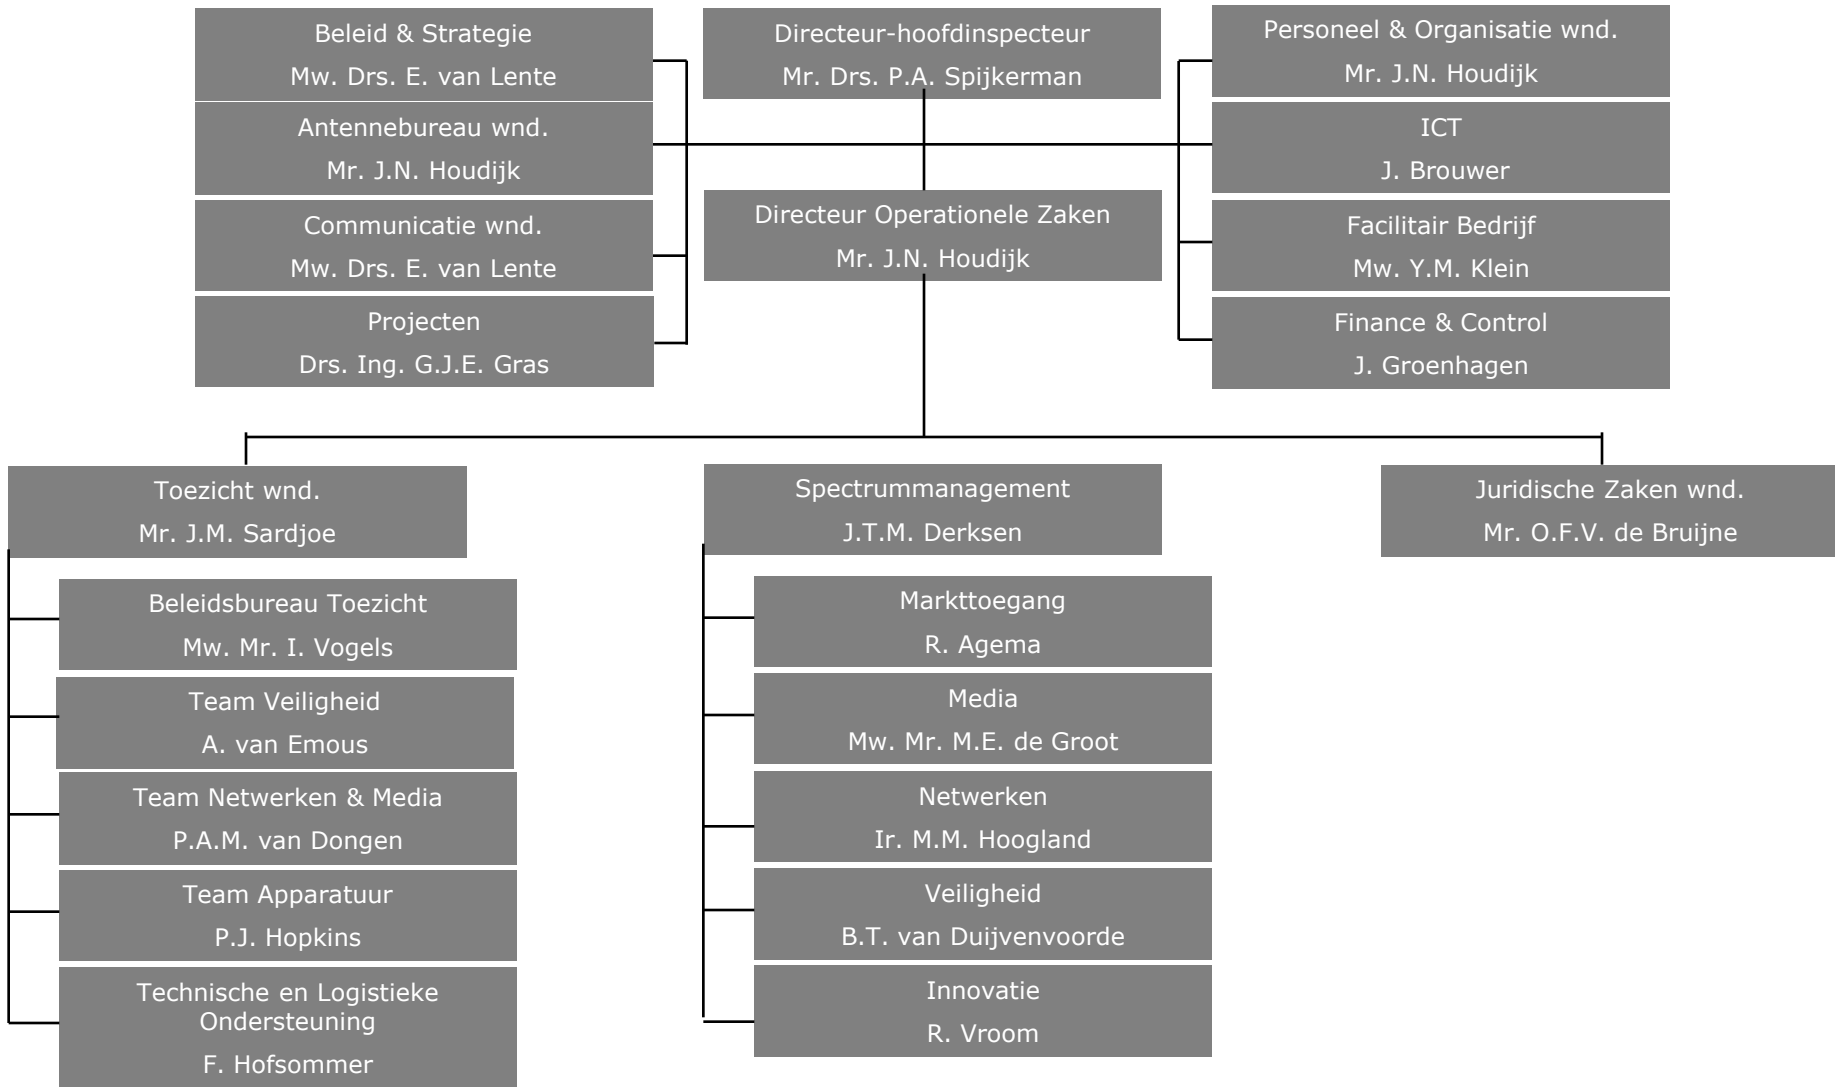 Beleid & Strategie
Mw. Drs. E. van Lente
Antennebureau wnd.
Mr. J.N. Houdijk
Communicatie wnd.
Mw. Drs. E. van Lente
Projecten
Drs. Ing. G.J.E. Gras
Directeur-hoofdinspecteur
Mr. Drs. P.A. Spijkerman
Directeur Operationele Zaken
Mr. J.N. Houdijk
Personeel & Organisatie wnd.
Mr. J.N. Houdijk
ICT
J. Brouwer
Facilitair Bedrijf
Mw. Y.M. Klein
Finance & Control
J. Groenhagen
Toezicht wnd.
Mr. J.M. Sardjoe
Beleidsbureau Toezicht
Mw. Mr. I. Vogels
Team Veiligheid
A. van Emous
Team Netwerken & Media
P.A.M. van Dongen
Team Apparatuur
P.J. Hopkins
Technische en Logistieke
Ondersteuning
F. Hofsommer
Spectrummanagement
J.T.M. Derksen
Markttoegang
R. Agema
Media
Mw. Mr. M.E. de Groot
Netwerken
Ir. M.M. Hoogland
Veiligheid
B.T. van Duijvenvoorde
Innovatie
R. Vroom
Juridische Zaken wnd.
Mr. O.F.V. de Bruijne